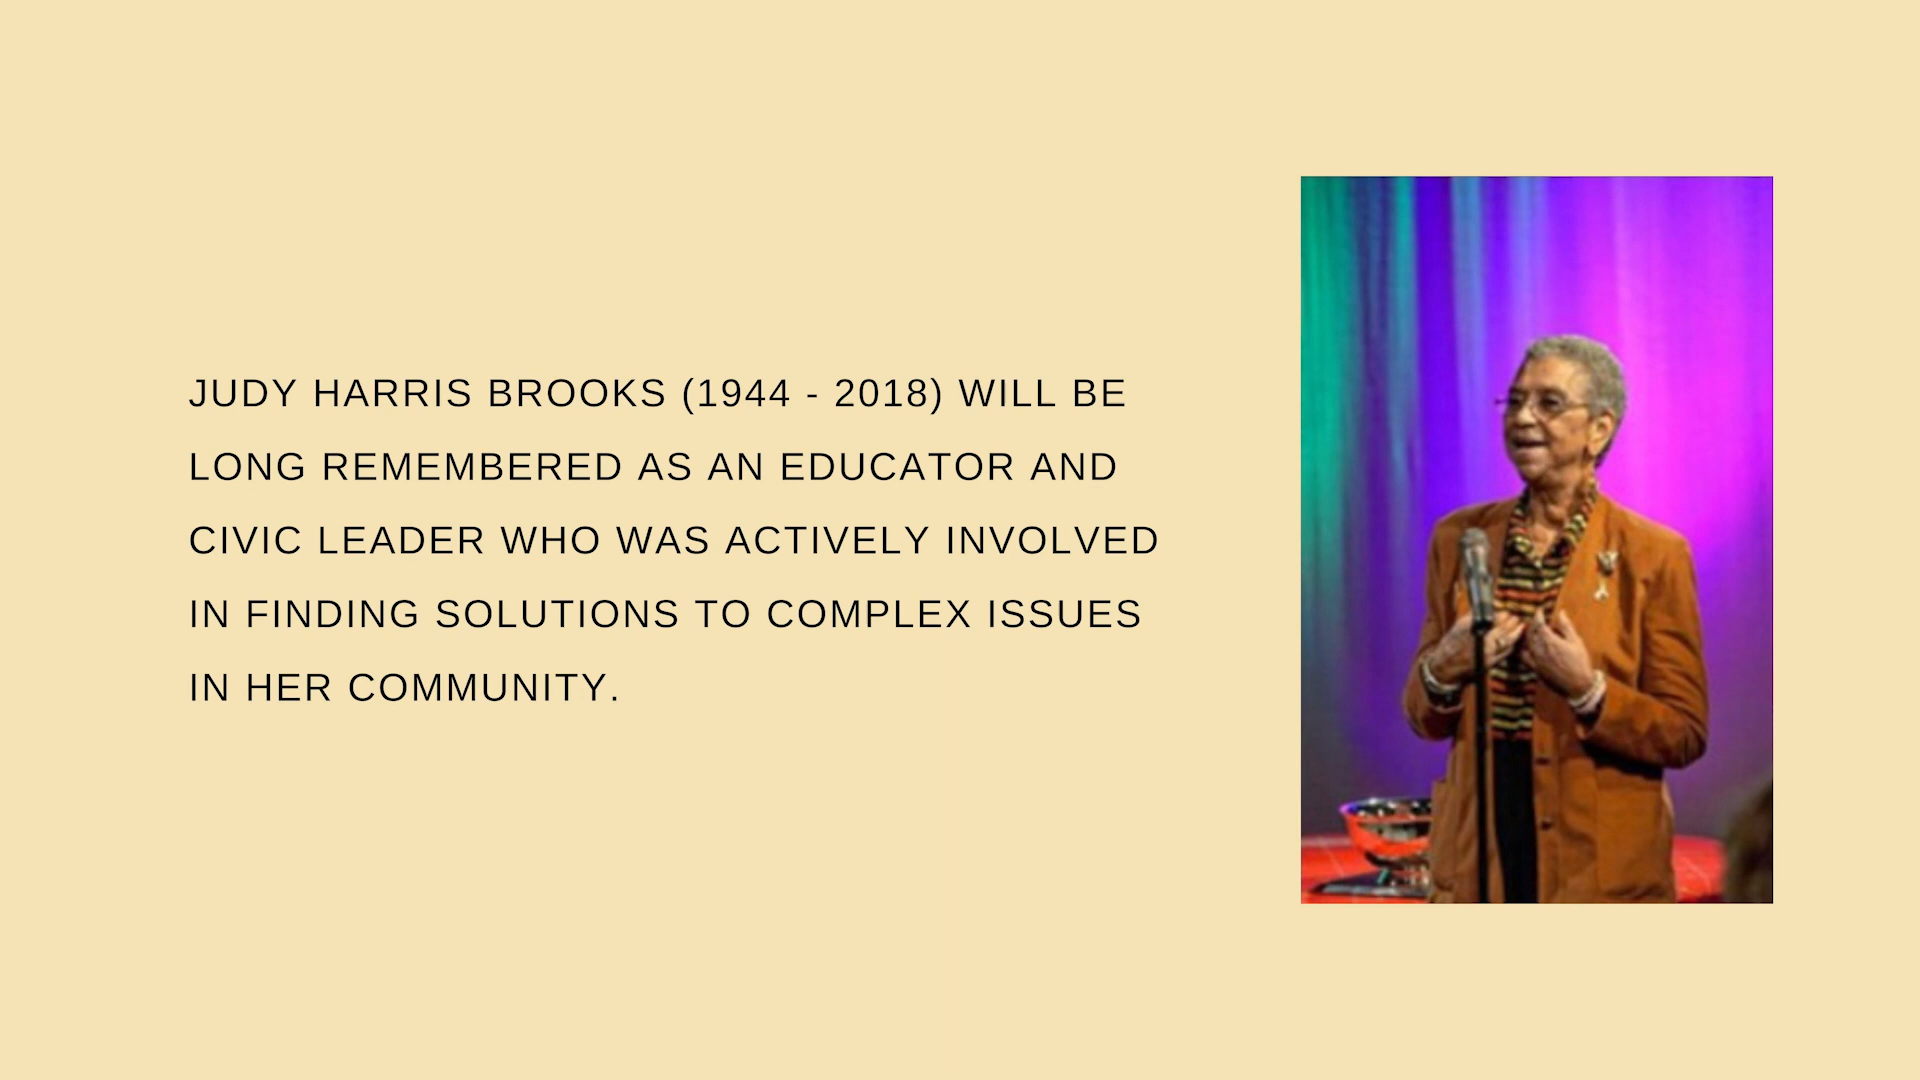 JUDY HARRIS BROOKS (1944 - 2018) WILL BE
LONG REMEMBERED AS AN EDUCATOR AND
CIVIC LEADER WHO WAS ACTIVELY INVOLVED
IN FINDING SOLUTIONS TO COMPLEX ISSUES
IN HER COMMUNITY.